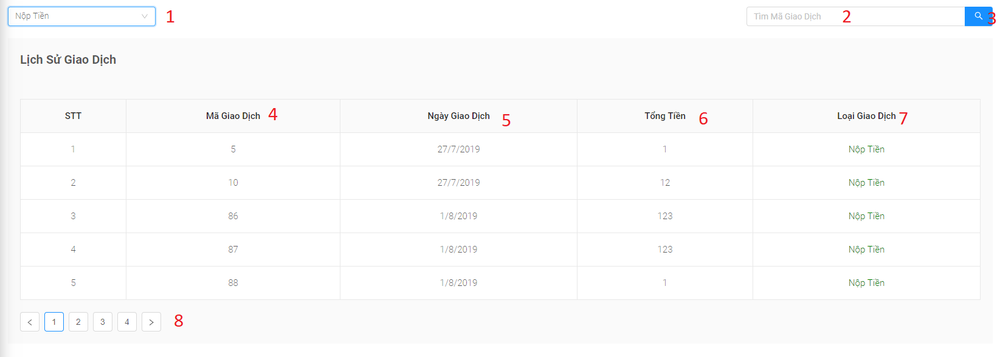 Nộp Tiền 1 Tìm Mã Giao Dịch 2 3
Lịch Sử Giao Dịch
STT Mã Giao Dịch 4 Ngày Giao Dịch 5 Tổng Tiền 6 Loại Giao Dịch 7
1 5 27/7/2019 1 Nộp Tiền
2 10 27/7/2019 12 Nộp Tiền
3 86 1/8/2019 123 Nộp Tiền
4 87 1/8/2019 123 Nộp Tiền
5 88 1/8/2019 1 Nộp Tiền
< 1 2 3 4 > 8